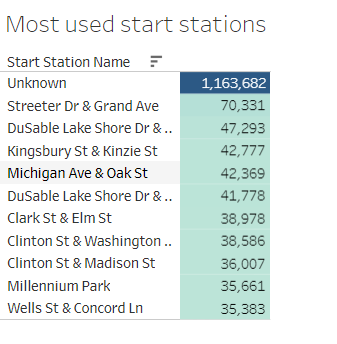 Most used start stations
Start Station Name
Unknown 1,163,682
Streeter Dr & Grand Ave 70,331
DuSable Lake Shore Dr & .. 47,293
Kingsbury St & Kinzie St 42,777
Michigan Ave & Oak St 42,369
DuSable Lake Shore Dr & .. 41,778
Clark St & Elm St 38,978
Clinton St & Washington .. 38,586
Clinton St & Madison St 36,007
Millennium Park 35,661
Wells St & Concord Ln 35,383